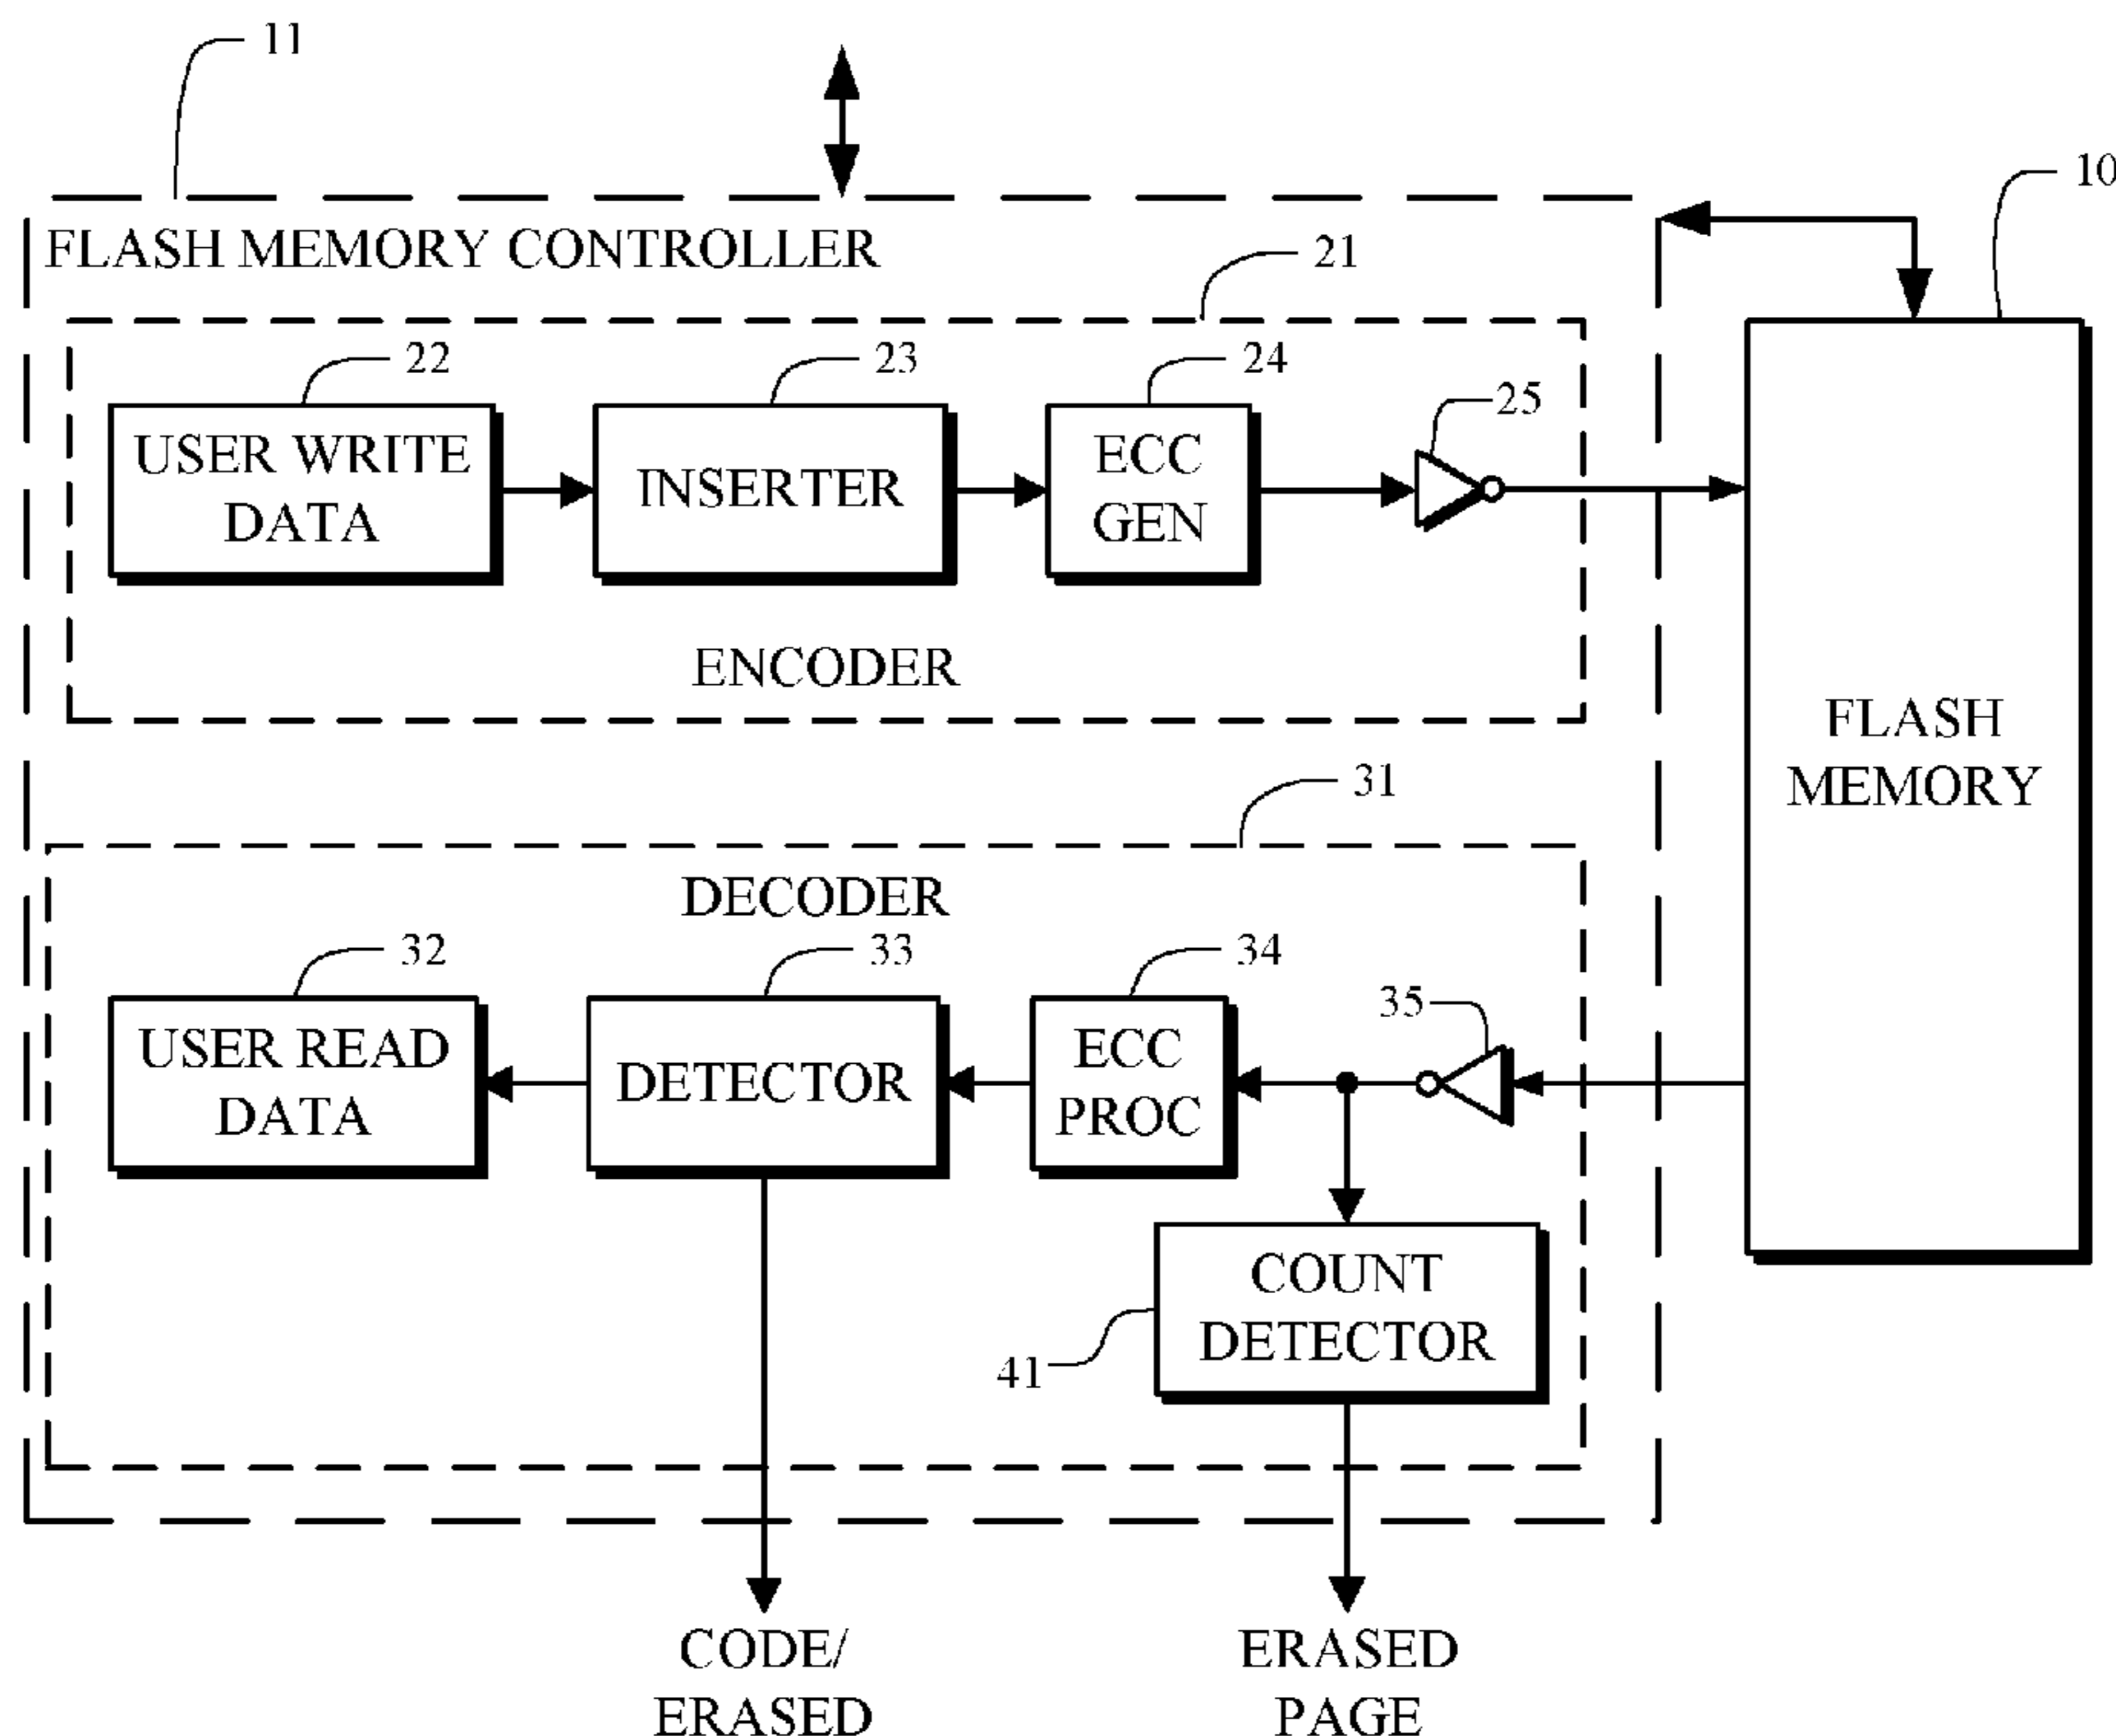 11
10
FLASH MEMORY CONTROLLER
21
22
23
24
25
USER WRITE
DATA
INSERTER
ECC
GEN
ENCODER
FLASH
MEMORY
31
DECODER
32
33
34
35
USER READ
DATA
DETECTOR
ECC
PROC
COUNT
DETECTOR
41
CODE/
ERASED
ERASED
PAGE